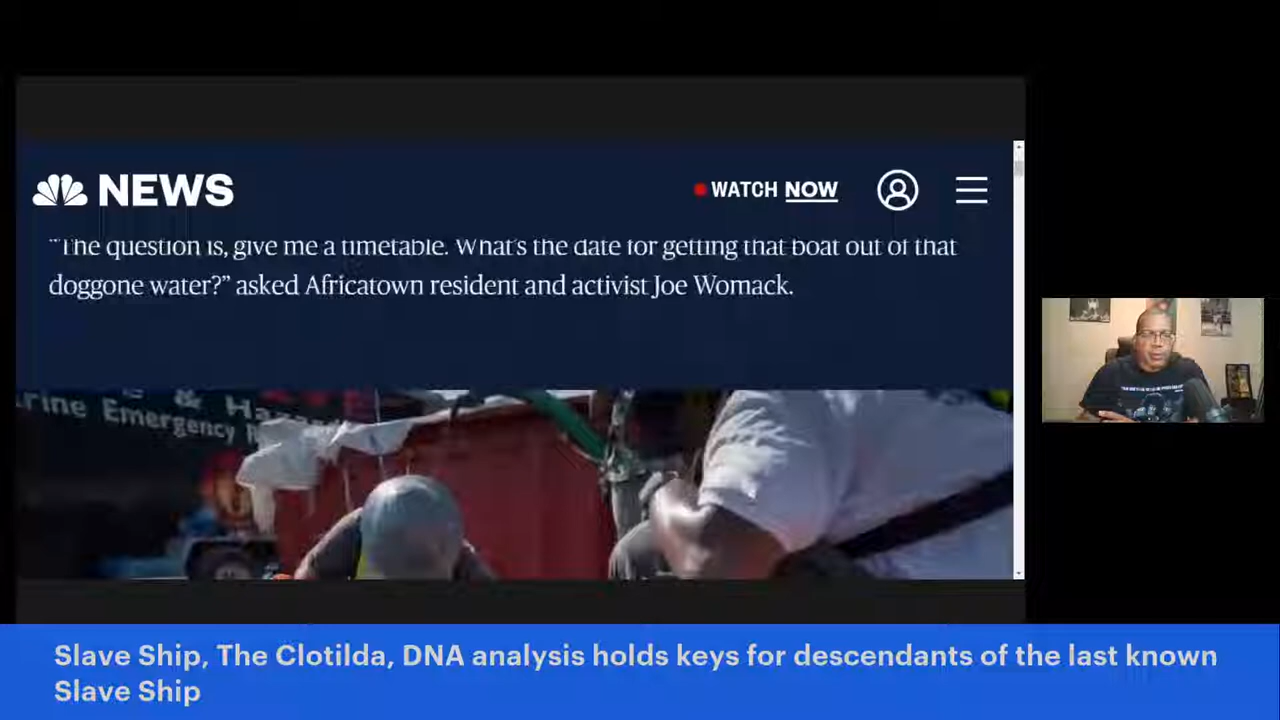 NEWS
WATCH NOW
"The question is, give me a timetable. What's the date for getting that boat out of that
doggone water?" asked Africatown resident and activist Joe Womack.
Emergency
Slave Ship, The Clotilda, DNA analysis holds keys for descendants of the last known
Slave Ship